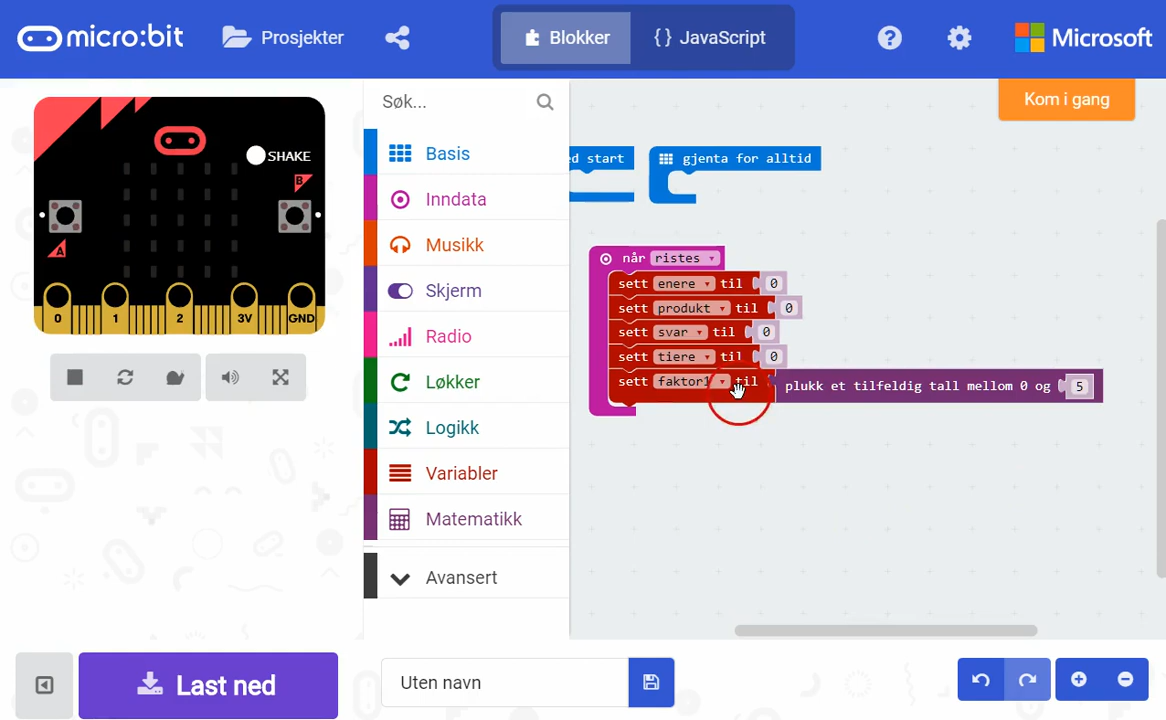 micro:bit Prosjekter Blokker {} JavaScript Microsoft
Søk...
Kom i gang
SHAKE
B
A
0 1 2 3V GND
Basis
Inndata
Musikk
Skjerm
Radio
Løkker
Logikk
Variabler
Matematikk
Avansert
ed start
gjenta for alltid
når ristes
sett enere til 0
sett produkt til 0
sett svar til 0
sett tiere til 0
sett faktor1 til plukk et tilfeldig tall mellom 0 og 5
Last ned
Uten navn